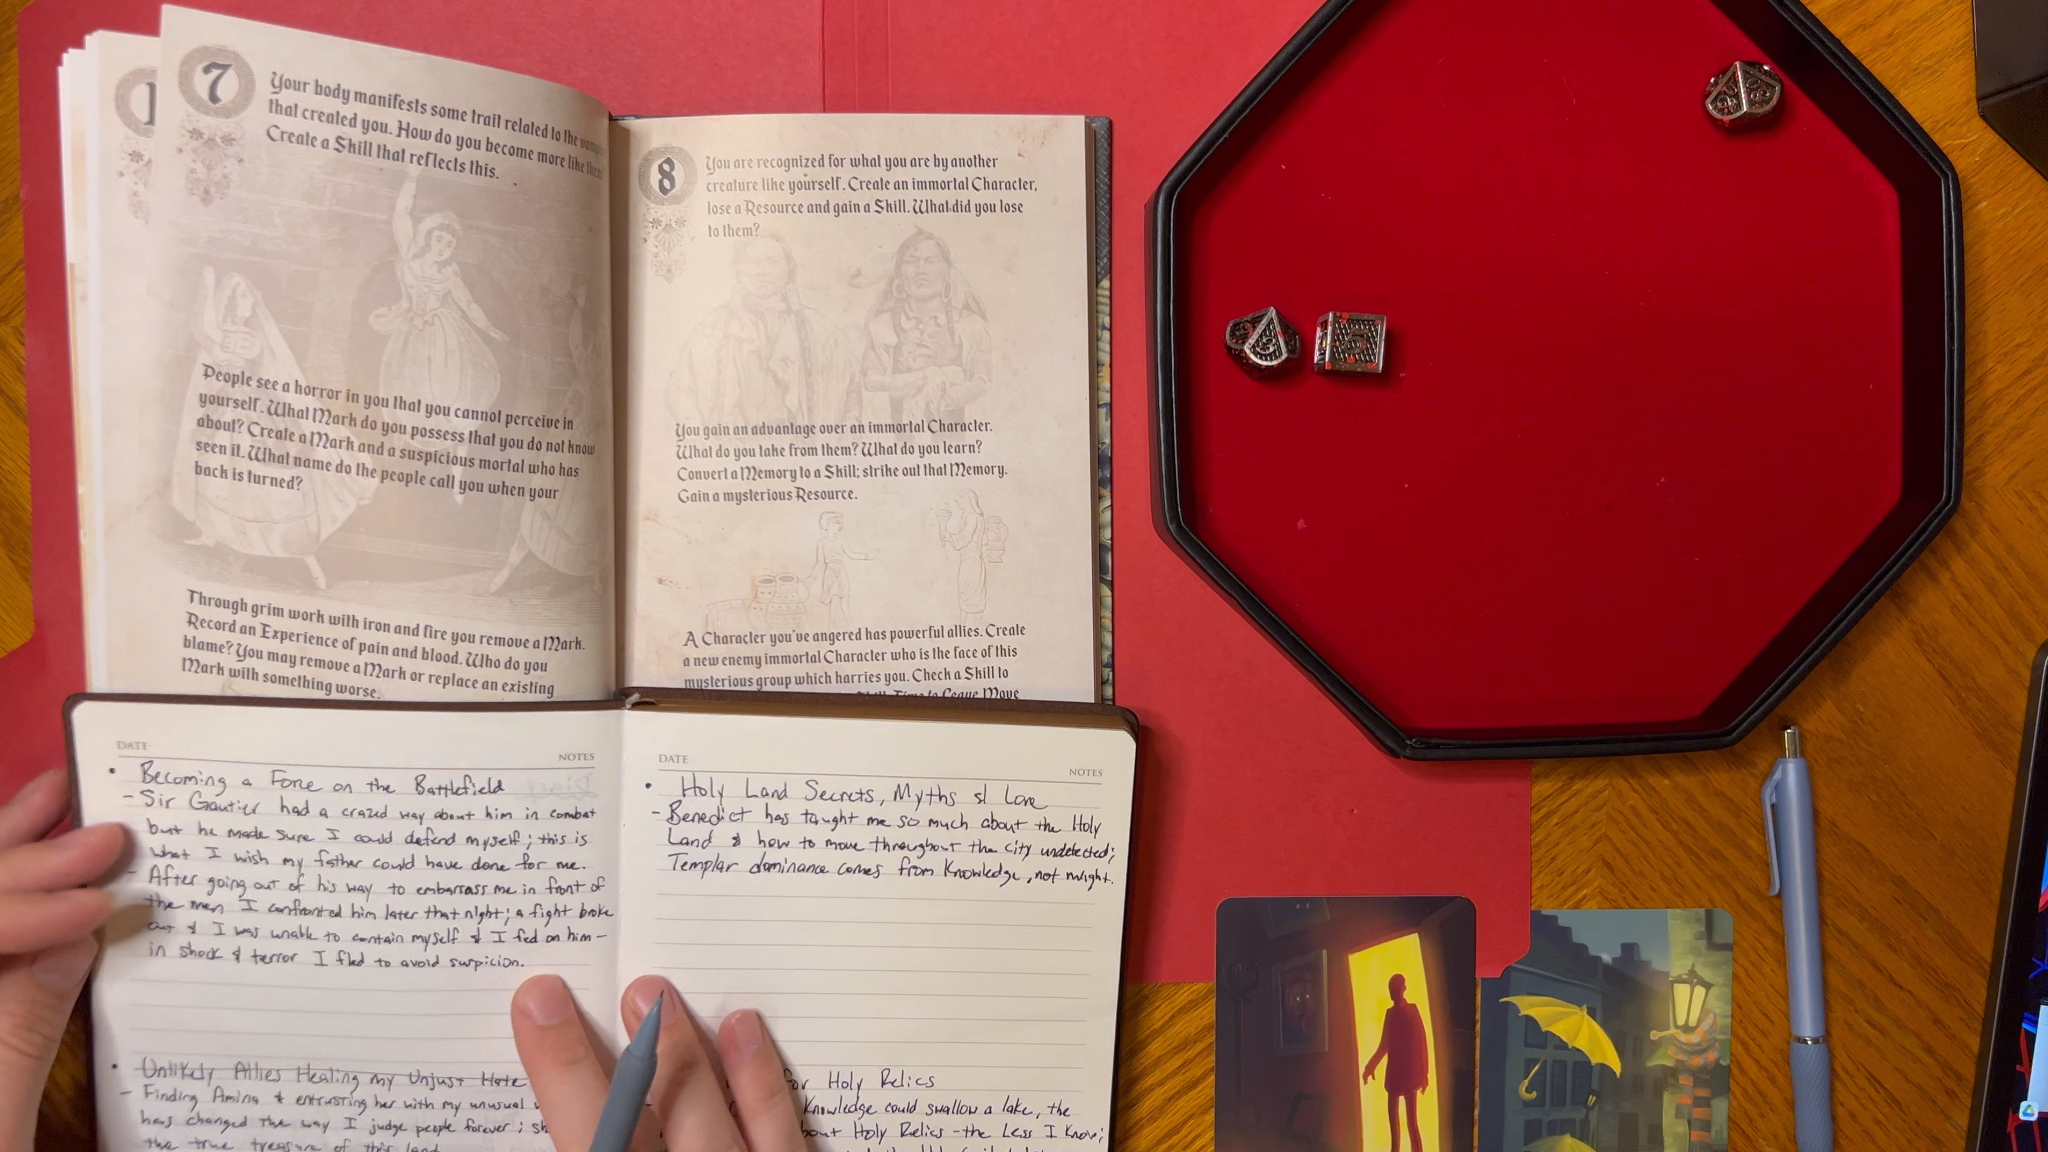 7
Your body manifests some trait related to the vampire
that created you. How do you become more like them?
Create a Skill that reflects this.
People see a horror in you that you cannot perceive in
yourself. What Mark do you possess that you do not know
about? Create a Mark and a suspicious mortal who has
seen it. What name do the people call you when your
back is turned?
Through grim work with iron and fire you remove a Mark.
Record an Experience of pain and blood. Who do you
blame? You may remove a Mark or replace an existing
Mark with something worse.
8
You are recognized for what you are by another
creature like yourself. Create an immortal Character,
lose a Resource and gain a Skill. What did you lose
to them?
You gain an advantage over an immortal Character.
What do you take from them? What do you learn?
Convert a Memory to a Skill; strike out that Memory.
Gain a mysterious Resource.
A Character you've angered has powerful allies. Create
a new enemy immortal Character who is the face of this
mysterious group which harries you. Check a Skill to
Skill. Time to Leave Move
DATE
NOTES
• Becoming a Force on the Battlefield
- Sir Gautier had a crazed way about him in combat
but he made sure I could defend myself; this is
what I wish my father could have done for me.
- After going out of his way to embarrass me in front of
the men I confronted him later that night; a fight broke
out & I was unable to contain myself & I fed on him -
in shock & terror I fled to avoid suspicion.
• Unlikely Allies Healing my Unjust Hate
- Finding Amina & entrusting her with my unusual
has changed the way I judge people forever;
the true treasure of this land
DATE
NOTES
• Holy Land Secrets, Myths & Lore
- Benedict has taught me so much about the Holy
Land & how to move throughout the city undetected;
Templar dominance comes from Knowledge, not might.
for Holy Relics
Knowledge could swallow a lake, the
about Holy Relics - the Less I Know;